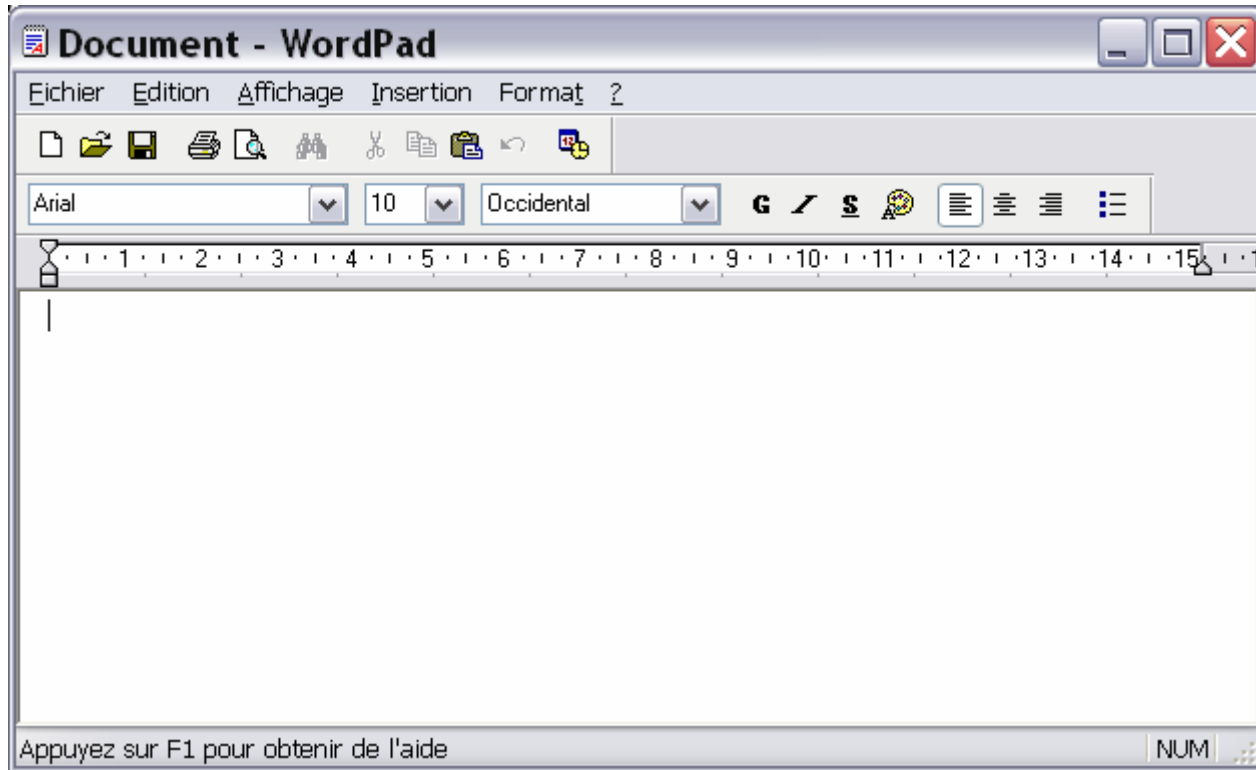 Document - WordPad
Fichier Edition Affichage Insertion Format ?
12
Arial 10 Occidental G I S A
1 2 3 4 5 6 7 8 9 10 11 12 13 14 15
Appuyez sur F1 pour obtenir de l'aide NUM